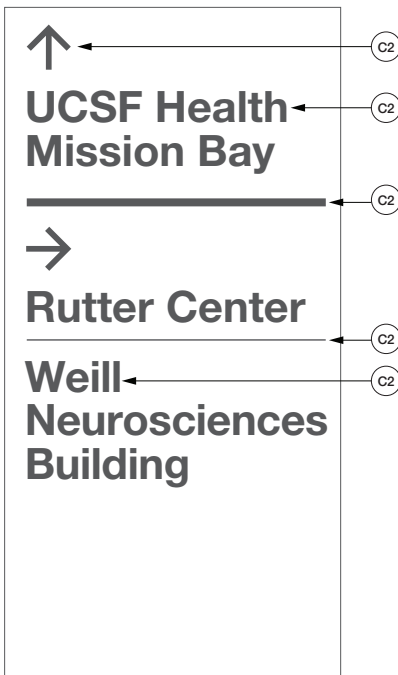 C2
UCSF Health
C2
Mission Bay
C2
Rutter Center
C2
Weill
C2
Neurosciences
Building